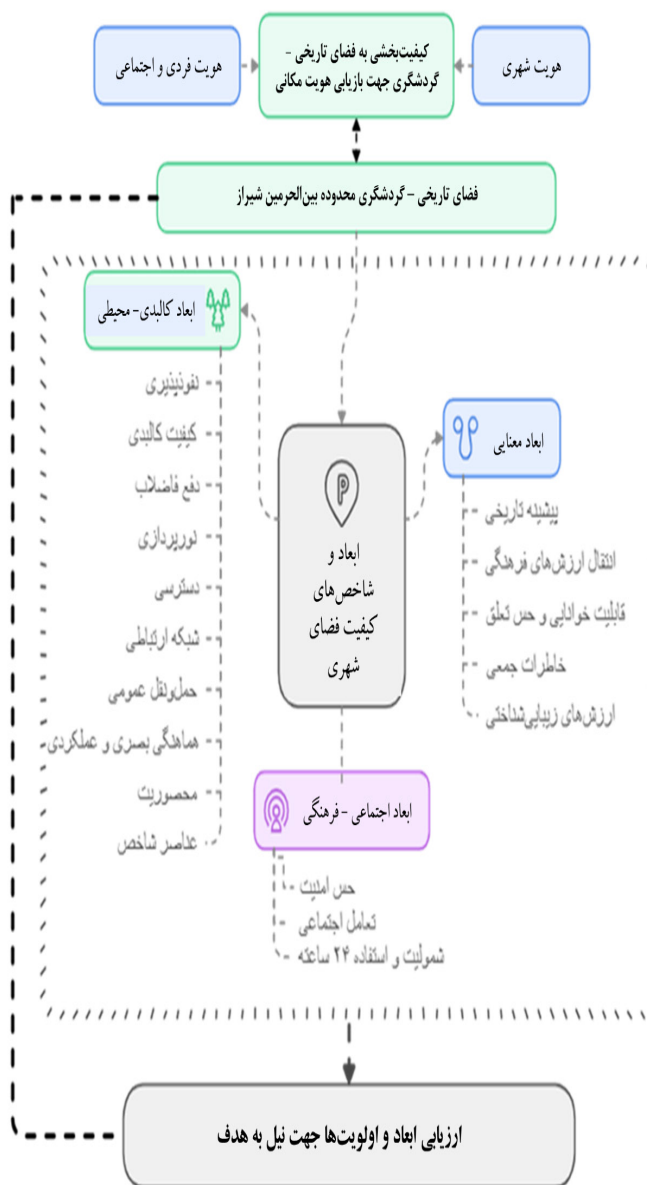 هویت شهری
کیفیت‌بخشی به فضای تاریخی –
گردشگری جهت بازیابی هویت مکانی
هویت فردی و اجتماعی
فضای تاریخی – گردشگری محدوده بین‌الحرمین شیراز
ابعاد کالبدی- محیطی
نفوذپذیری
کیفیت کالبدی
دفع فاضلاب
نورپردازی
دسترسی
شبکه ارتباطی
حمل‌ونقل عمومی
هماهنگی بصری و عملکردی
محصوریت
عناصر شاخص
P
ابعاد و
شاخص‌های
کیفیت فضای
شهری
ابعاد معنایی
پیشینه تاریخی
انتقال ارزش‌های فرهنگی
قابلیت خوانایی و حس تعلق
خاطرات جمعی
ارزش‌های زیبایی‌شناختی
ابعاد اجتماعی – فرهنگی
حس امنیت
تعامل اجتماعی
شمولیت و استفاده ۲۴ ساعته
ارزیابی ابعاد و اولویت‌ها جهت نیل به هدف